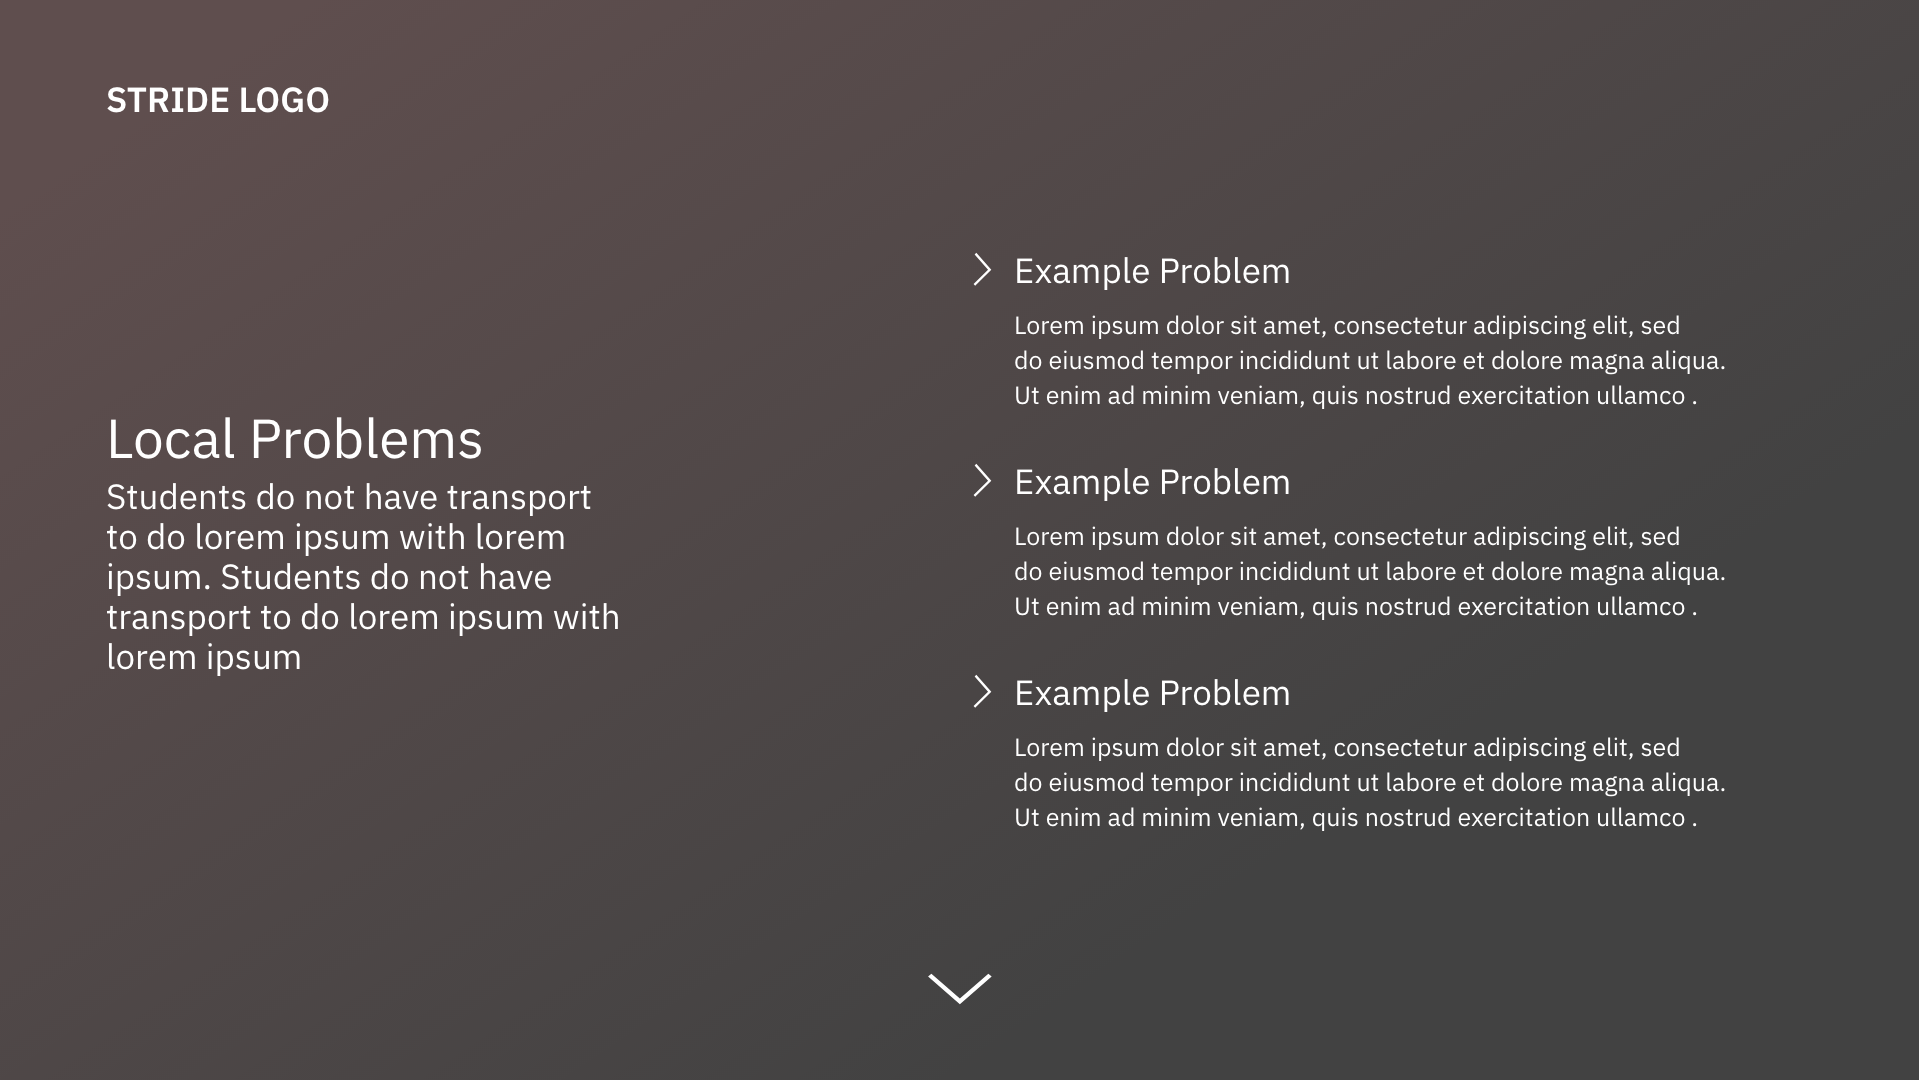 STRIDE LOGO
Local Problems
Students do not have transport
to do lorem ipsum with lorem
ipsum. Students do not have
transport to do lorem ipsum with
lorem ipsum
Example Problem
Lorem ipsum dolor sit amet, consectetur adipiscing elit, sed
do eiusmod tempor incididunt ut labore et dolore magna aliqua.
Ut enim ad minim veniam, quis nostrud exercitation ullamco .
Example Problem
Lorem ipsum dolor sit amet, consectetur adipiscing elit, sed
do eiusmod tempor incididunt ut labore et dolore magna aliqua.
Ut enim ad minim veniam, quis nostrud exercitation ullamco .
Example Problem
Lorem ipsum dolor sit amet, consectetur adipiscing elit, sed
do eiusmod tempor incididunt ut labore et dolore magna aliqua.
Ut enim ad minim veniam, quis nostrud exercitation ullamco .